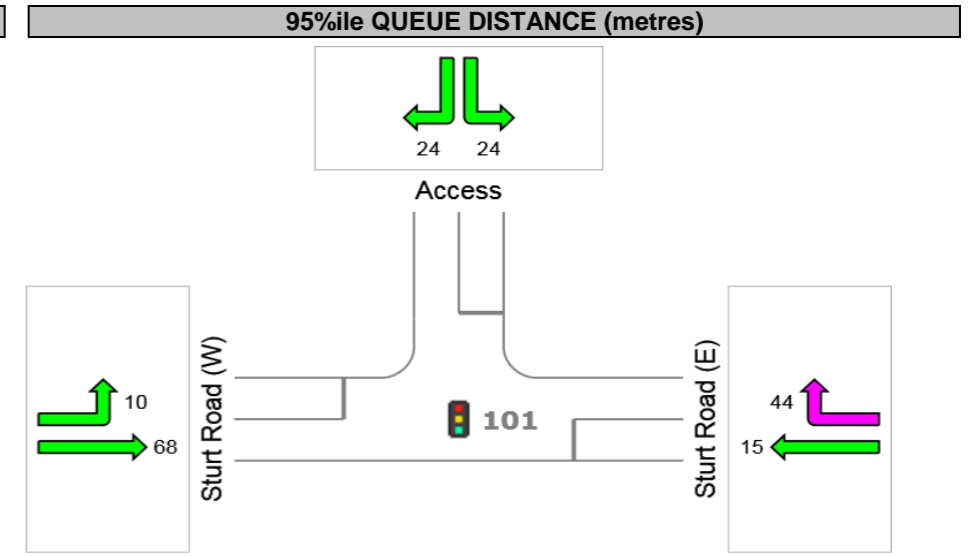 95%ile QUEUE DISTANCE (metres)
24 24
Access
Sturt Road (W)
10
68
101
Sturt Road (E)
44
15